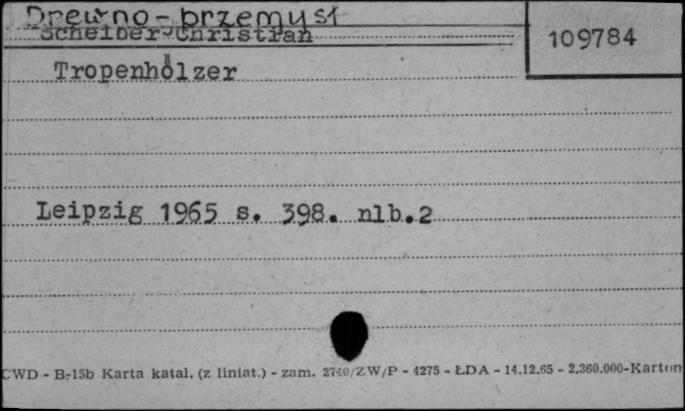 Drewno - przemysł
109784
Scheiber Christian
Tropenhölzer
Leipzig 1965 s. 398. nlb.2
CWD - B-15b Karta katal. (z liniat.) - zam. 2740/ZW/P - 4275 - ŁDA - 14.12.65 - 2.360.000-Karton